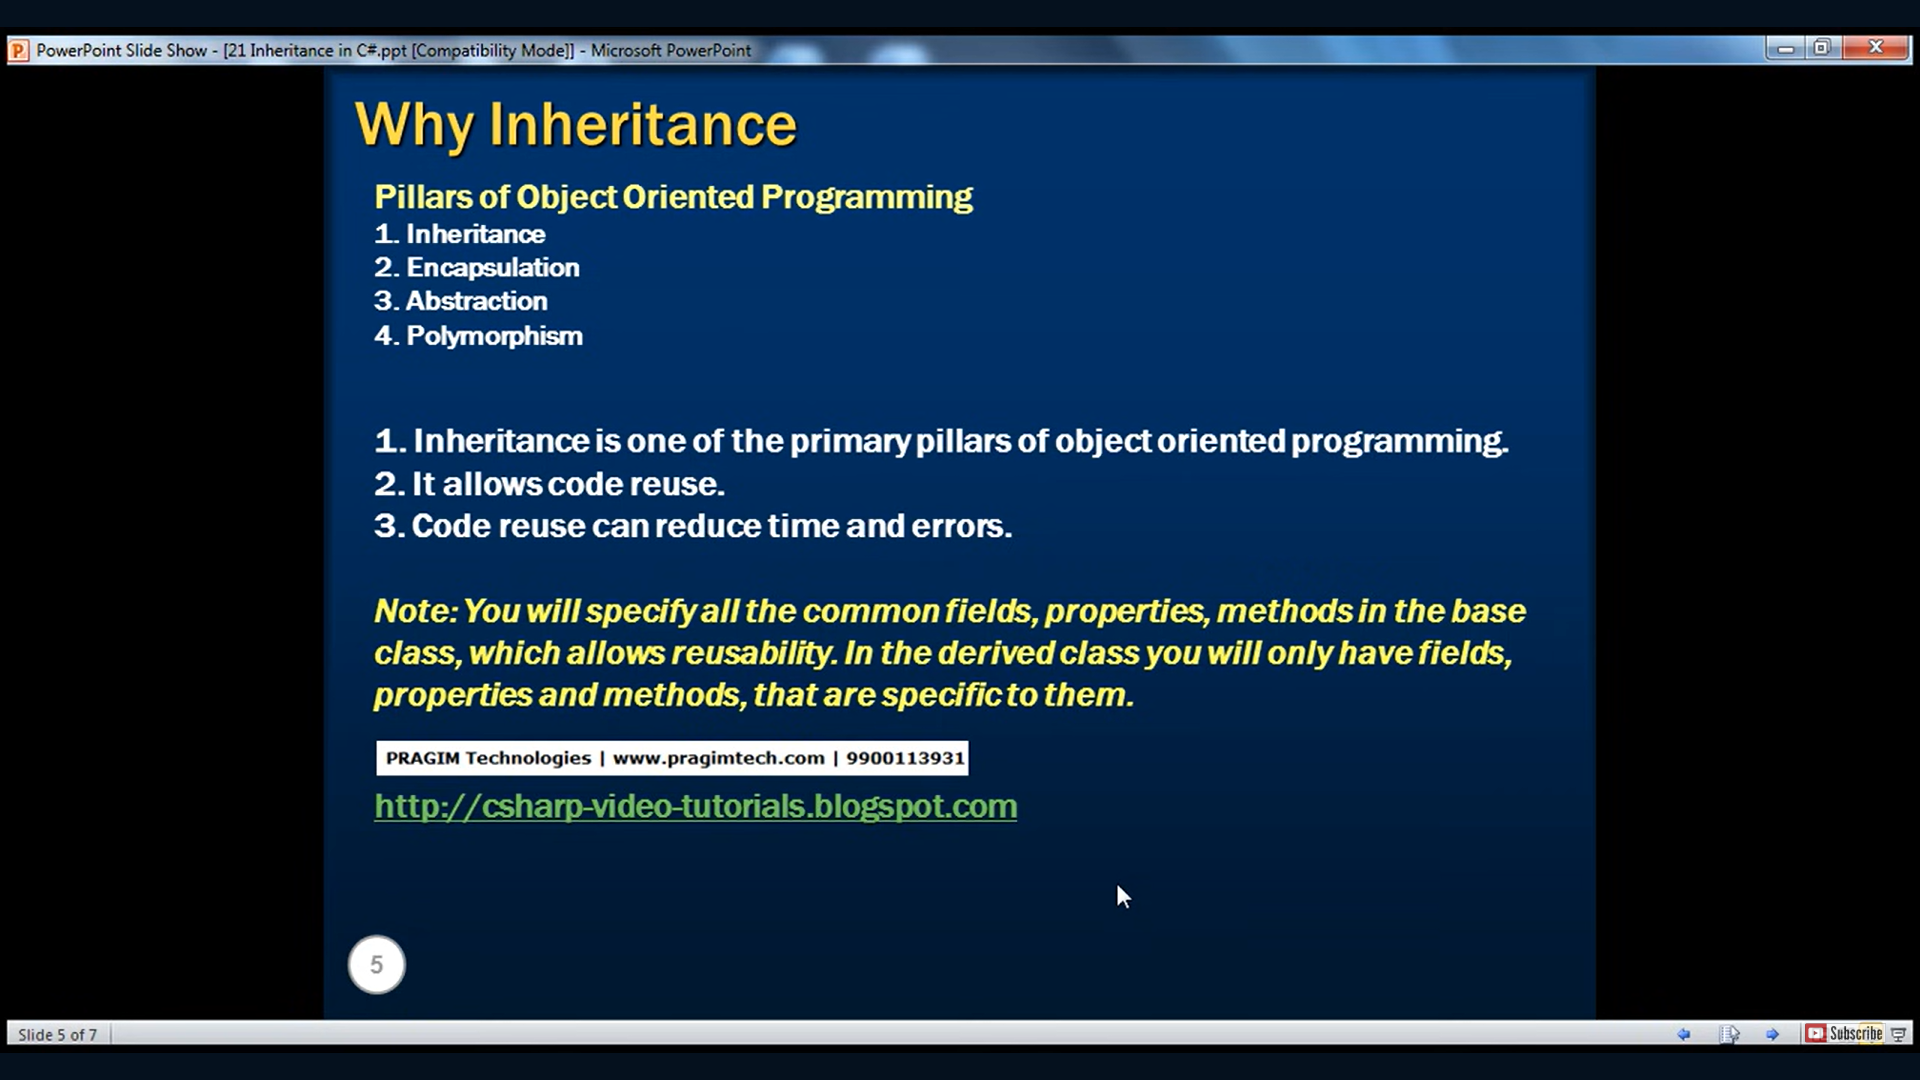 PowerPoint Slide Show - [21 Inheritance in C#.ppt [Compatibility Mode]] - Microsoft PowerPoint
Why Inheritance
Pillars of Object Oriented Programming
1. Inheritance
2. Encapsulation
3. Abstraction
4. Polymorphism
1. Inheritance is one of the primary pillars of object oriented programming.
2. It allows code reuse.
3. Code reuse can reduce time and errors.
Note: You will specify all the common fields, properties, methods in the base
class, which allows reusability. In the derived class you will only have fields,
properties and methods, that are specific to them.
PRAGIM Technologies | www.pragimtech.com | 9900113931
http://csharp-video-tutorials.blogspot.com
5
Slide 5 of 7
Subscribe